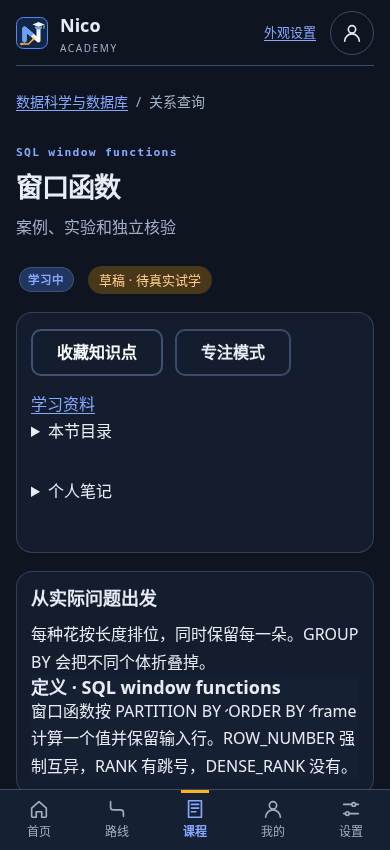 Nico
ACADEMY
外观设置
数据科学与数据库 / 关系查询
SQL window functions
窗口函数
案例、实验和独立核验
学习中
草稿 · 待真实试学
收藏知识点
专注模式
学习资料
本节目录
个人笔记
从实际问题出发
每种花按长度排位，同时保留每一朵。GROUP
BY 会把不同个体折叠掉。
定义 · SQL window functions
窗口函数按 PARTITION BY、ORDER BY、frame
计算一个值并保留输入行。ROW_NUMBER 强
制互异，RANK 有跳号，DENSE_RANK 没有。
首页
路线
课程
我的
设置